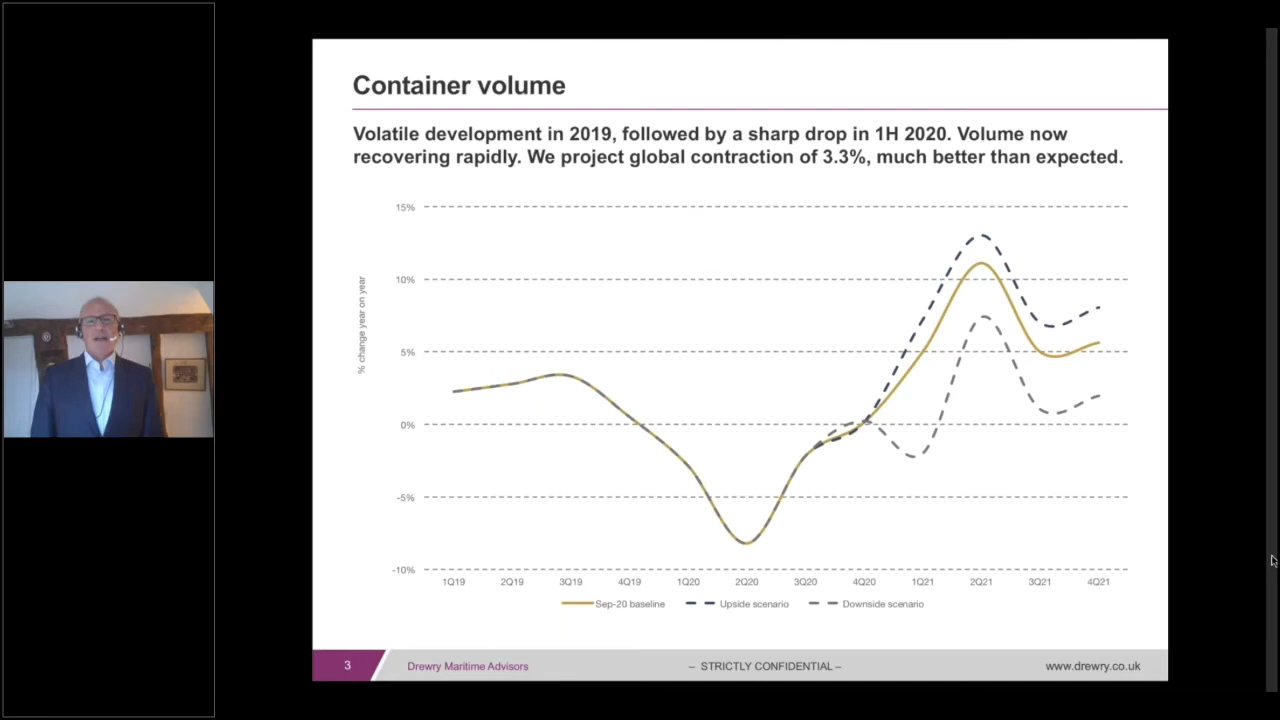 Container volume
Volatile development in 2019, followed by a sharp drop in 1H 2020. Volume now
recovering rapidly. We project global contraction of 3.3%, much better than expected.
% change year on year
15%
10%
5%
0%
-5%
-10%
1Q19 2Q19 3Q19 4Q19 1Q20 2Q20 3Q20 4Q20 1Q21 2Q21 3Q21 4Q21
Sep-20 baseline Upside scenario Downside scenario
3 Drewry Maritime Advisors – STRICTLY CONFIDENTIAL – www.drewry.co.uk